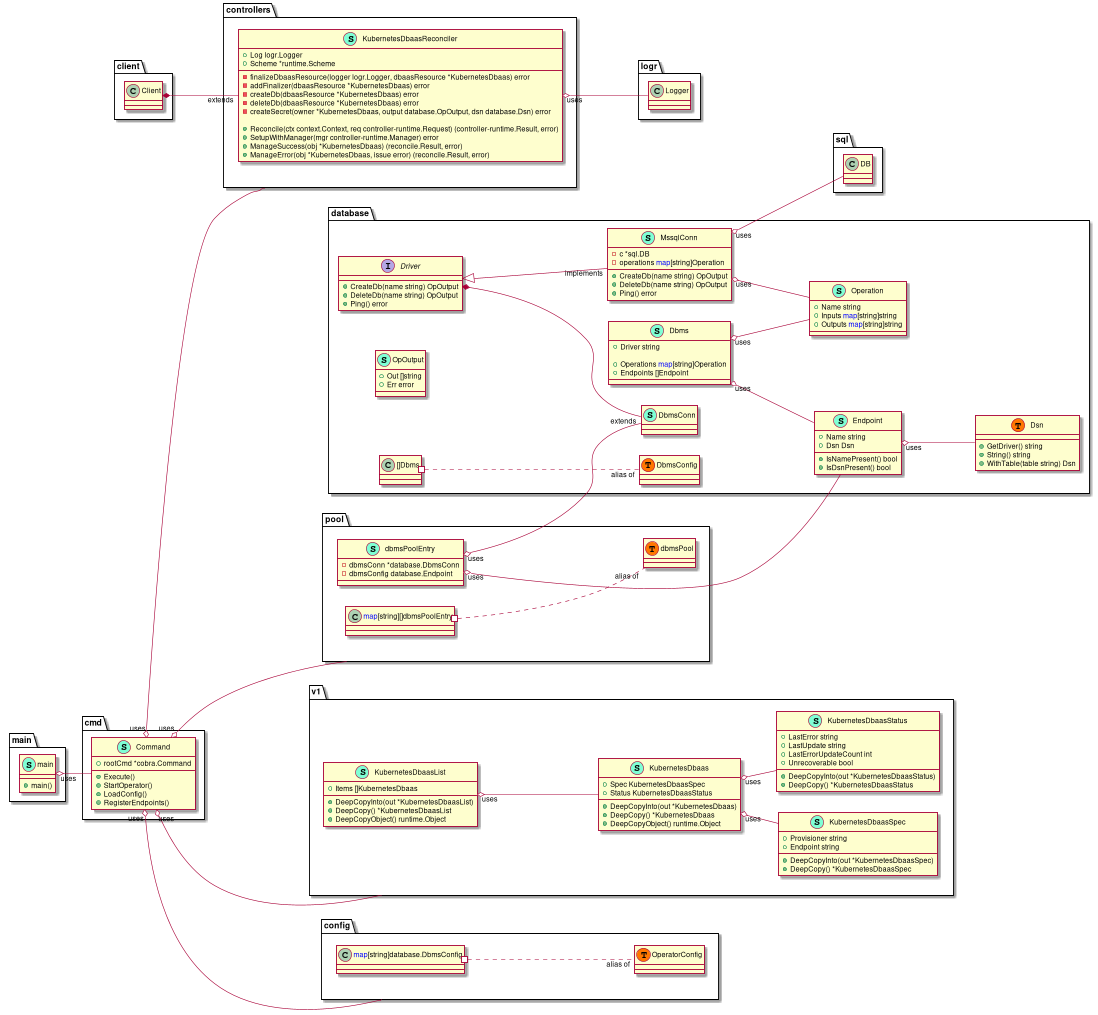 controllers
S KubernetesDbaasReconciler
Log logr.Logger
Scheme *runtime.Scheme
finalizeDbaasResource(logger logr.Logger, dbaasResource *KubernetesDbaas) error
addFinalizer(dbaasResource *KubernetesDbaas) error
createDb(dbaasResource *KubernetesDbaas) error
deleteDb(dbaasResource *KubernetesDbaas) error
createSecret(owner *KubernetesDbaas, output database.OpOutput, dsn database.Dsn) error
Reconcile(ctx context.Context, req controller-runtime.Request) (controller-runtime.Result, error)
SetupWithManager(mgr controller-runtime.Manager) error
ManageSuccess(obj *KubernetesDbaas) (reconcile.Result, error)
ManageError(obj *KubernetesDbaas, issue error) (reconcile.Result, error)
client
C Client
extends
logr
C Logger
uses
sql
C DB
database
S MssqlConn
c *sql.DB
operations map[string]Operation
CreateDb(name string) OpOutput
DeleteDb(name string) OpOutput
Ping() error
uses
uses
I Driver
CreateDb(name string) OpOutput
DeleteDb(name string) OpOutput
Ping() error
implements
S Operation
Name string
Inputs map[string]string
Outputs map[string]string
S Dbms
Driver string
Operations map[string]Operation
Endpoints []Endpoint
uses
uses
S OpOutput
Out []string
Err error
S DbmsConn
extends
S Endpoint
Name string
Dsn Dsn
IsNamePresent() bool
IsDsnPresent() bool
uses
T Dsn
GetDriver() string
String() string
WithTable(table string) Dsn
C []Dbms
alias of
T DbmsConfig
pool
S dbmsPoolEntry
dbmsConn *database.DbmsConn
dbmsConfig database.Endpoint
uses
uses
T dbmsPool
alias of
C map[string][]dbmsPoolEntry
v1
S KubernetesDbaasStatus
LastError string
LastUpdate string
LastErrorUpdateCount int
Unrecoverable bool
DeepCopyInto(out *KubernetesDbaasStatus)
DeepCopy() *KubernetesDbaasStatus
S KubernetesDbaasList
Items []KubernetesDbaas
DeepCopyInto(out *KubernetesDbaasList)
DeepCopy() *KubernetesDbaasList
DeepCopyObject() runtime.Object
uses
S KubernetesDbaas
Spec KubernetesDbaasSpec
Status KubernetesDbaasStatus
DeepCopyInto(out *KubernetesDbaas)
DeepCopy() *KubernetesDbaas
DeepCopyObject() runtime.Object
uses
uses
S KubernetesDbaasSpec
Provisioner string
Endpoint string
DeepCopyInto(out *KubernetesDbaasSpec)
DeepCopy() *KubernetesDbaasSpec
main
S main
main()
uses
cmd
uses
uses
S Command
rootCmd *cobra.Command
Execute()
StartOperator()
LoadConfig()
RegisterEndpoints()
uses
uses
config
C map[string]database.DbmsConfig
alias of
T OperatorConfig